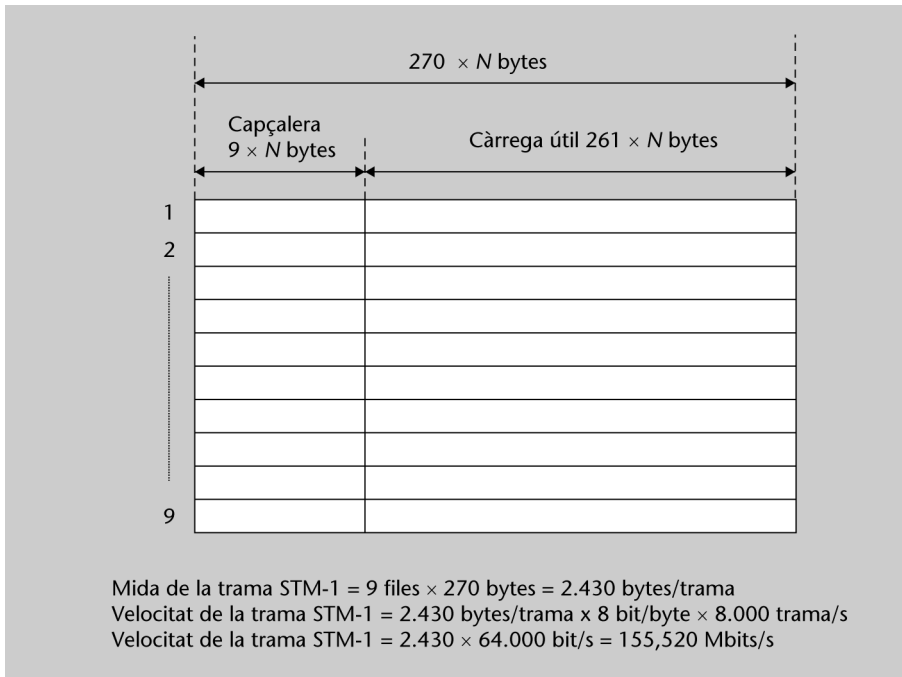 270 × N bytes
Capçalera
9 × N bytes
Càrrega útil 261 × N bytes
1
2
9
Mida de la trama STM-1 = 9 files × 270 bytes = 2.430 bytes/trama
Velocitat de la trama STM-1 = 2.430 bytes/trama x 8 bit/byte × 8.000 trama/s
Velocitat de la trama STM-1 = 2.430 × 64.000 bit/s = 155,520 Mbits/s